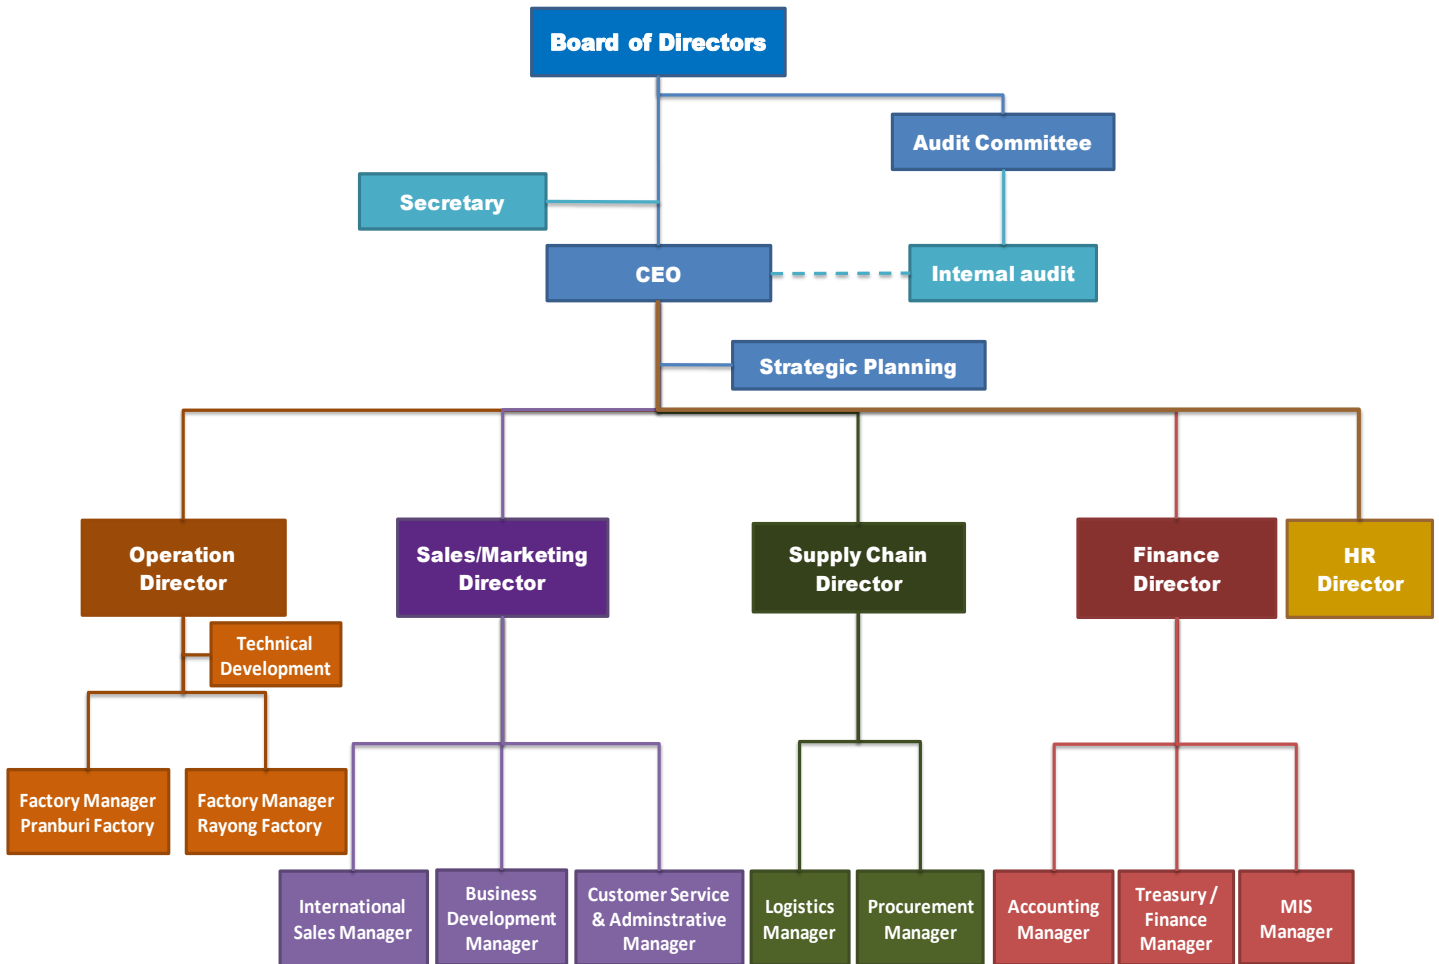 Board of Directors
Audit Committee
Secretary
CEO
Internal audit
Strategic Planning
Operation
Director
Sales/Marketing
Director
Supply Chain
Director
Finance
Director
HR
Director
Technical
Development
Factory Manager
Pranburi Factory
Factory Manager
Rayong Factory
International
Sales Manager
Business
Development
Manager
Customer Service
& Adminstrative
Manager
Logistics
Manager
Procurement
Manager
Accounting
Manager
Treasury /
Finance
Manager
MIS
Manager